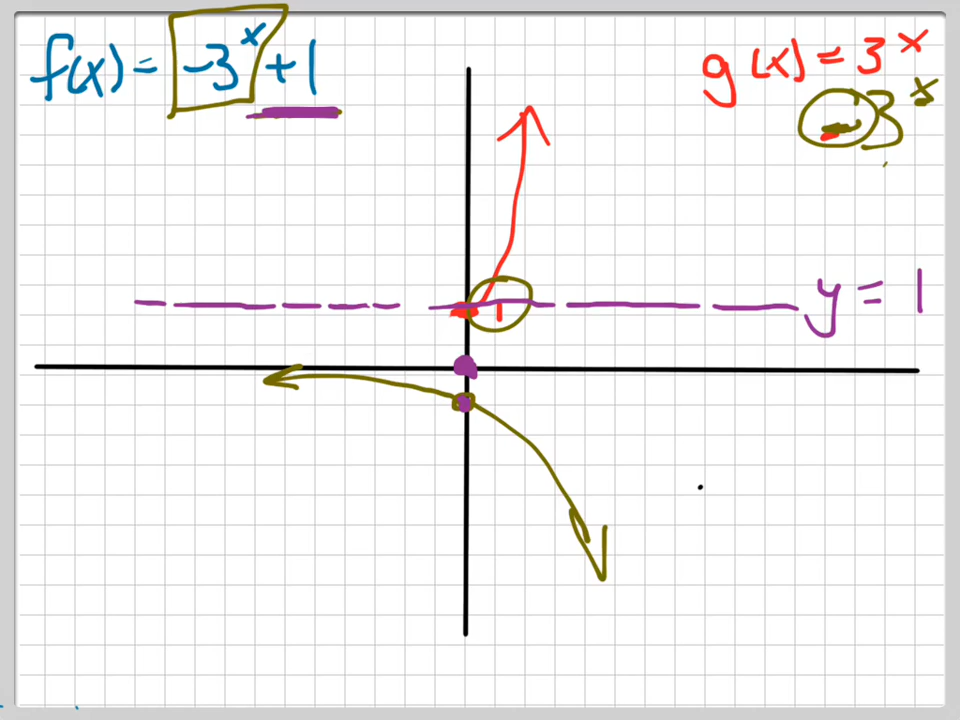 f(x) = -3^x + 1
g(x) = 3^x
-3^x
1
y = 1